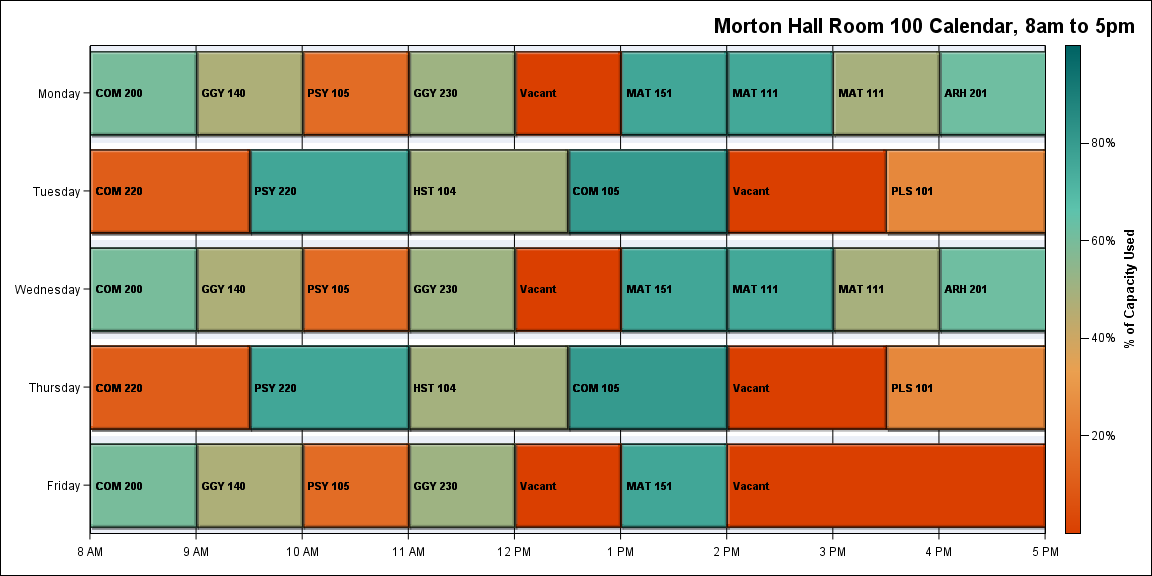 Morton Hall Room 100 Calendar, 8am to 5pm
Monday COM 200 GGY 140 PSY 105 GGY 230 Vacant MAT 151 MAT 111 MAT 111 ARH 201
80%
Tuesday COM 220 PSY 220 HST 104 COM 105 Vacant PLS 101
60%
% of Capacity Used
Wednesday COM 200 GGY 140 PSY 105 GGY 230 Vacant MAT 151 MAT 111 MAT 111 ARH 201
40%
Thursday COM 220 PSY 220 HST 104 COM 105 Vacant PLS 101
20%
Friday COM 200 GGY 140 PSY 105 GGY 230 Vacant MAT 151 Vacant
8 AM 9 AM 10 AM 11 AM 12 PM 1 PM 2 PM 3 PM 4 PM 5 PM